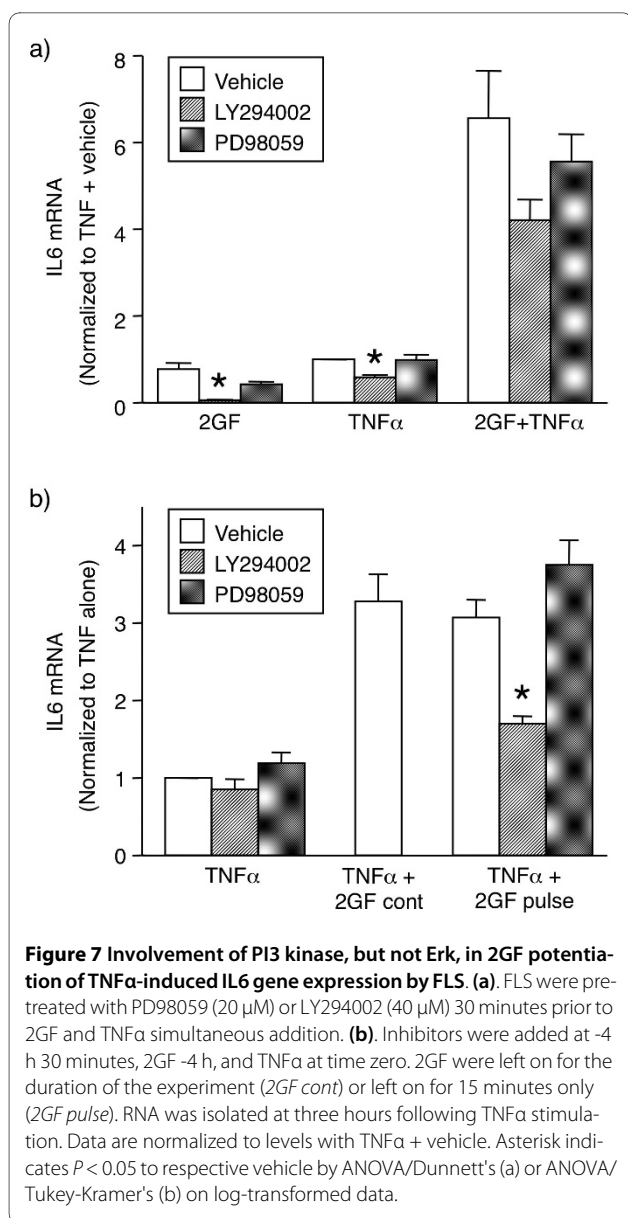 a)
8
6
4
2
0
IL6 mRNA
(Normalized to TNF + vehicle)
Vehicle
LY294002
PD98059
*
*
2GF
TNFα
2GF+TNFα
b)
4
3
2
1
0
IL6 mRNA
(Normalized to TNF alone)
Vehicle
LY294002
PD98059
*
TNFα
TNFα +
2GF cont
TNFα +
2GF pulse
Figure 7 Involvement of PI3 kinase, but not Erk, in 2GF potentia-
tion of TNFα-induced IL6 gene expression by FLS. (a). FLS were pre-
treated with PD98059 (20 μM) or LY294002 (40 μM) 30 minutes prior to
2GF and TNFα simultaneous addition. (b). Inhibitors were added at -4
h 30 minutes, 2GF -4 h, and TNFα at time zero. 2GF were left on for the
duration of the experiment (2GF cont) or left on for 15 minutes only
(2GF pulse). RNA was isolated at three hours following TNFα stimula-
tion. Data are normalized to levels with TNFα + vehicle. Asterisk indi-
cates P < 0.05 to respective vehicle by ANOVA/Dunnett's (a) or ANOVA/
Tukey-Kramer's (b) on log-transformed data.